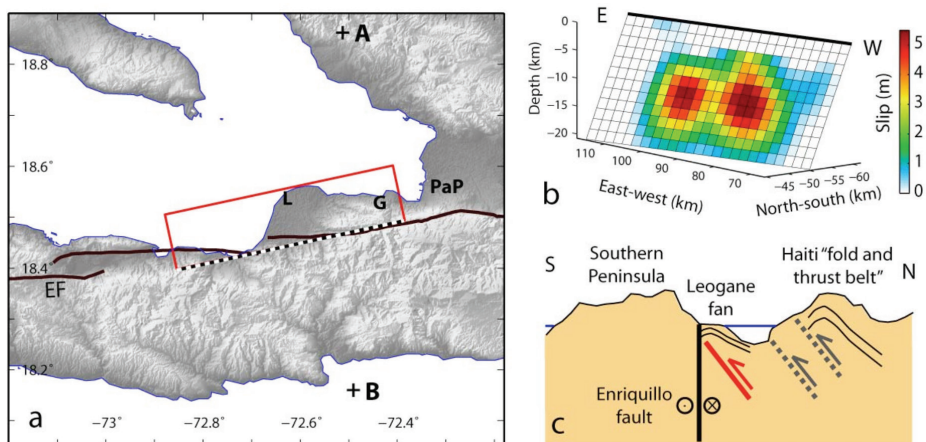 + A
18.8˚
18.6˚
PaP
L
G
18.4˚
EF
18.2˚
+ B
a
−73˚
−72.8˚
−72.6˚
−72.4˚
b
E
W
Depth (km)
0
−5
−10
−15
−20
110
100
90
80
70
East-west (km)
−45
−50
−55
−60
North-south (km)
Slip (m)
5
4
3
2
1
0
S
Southern
Peninsula
Leogane
fan
Haiti “fold and
thrust belt”
N
Enriquillo
fault
c